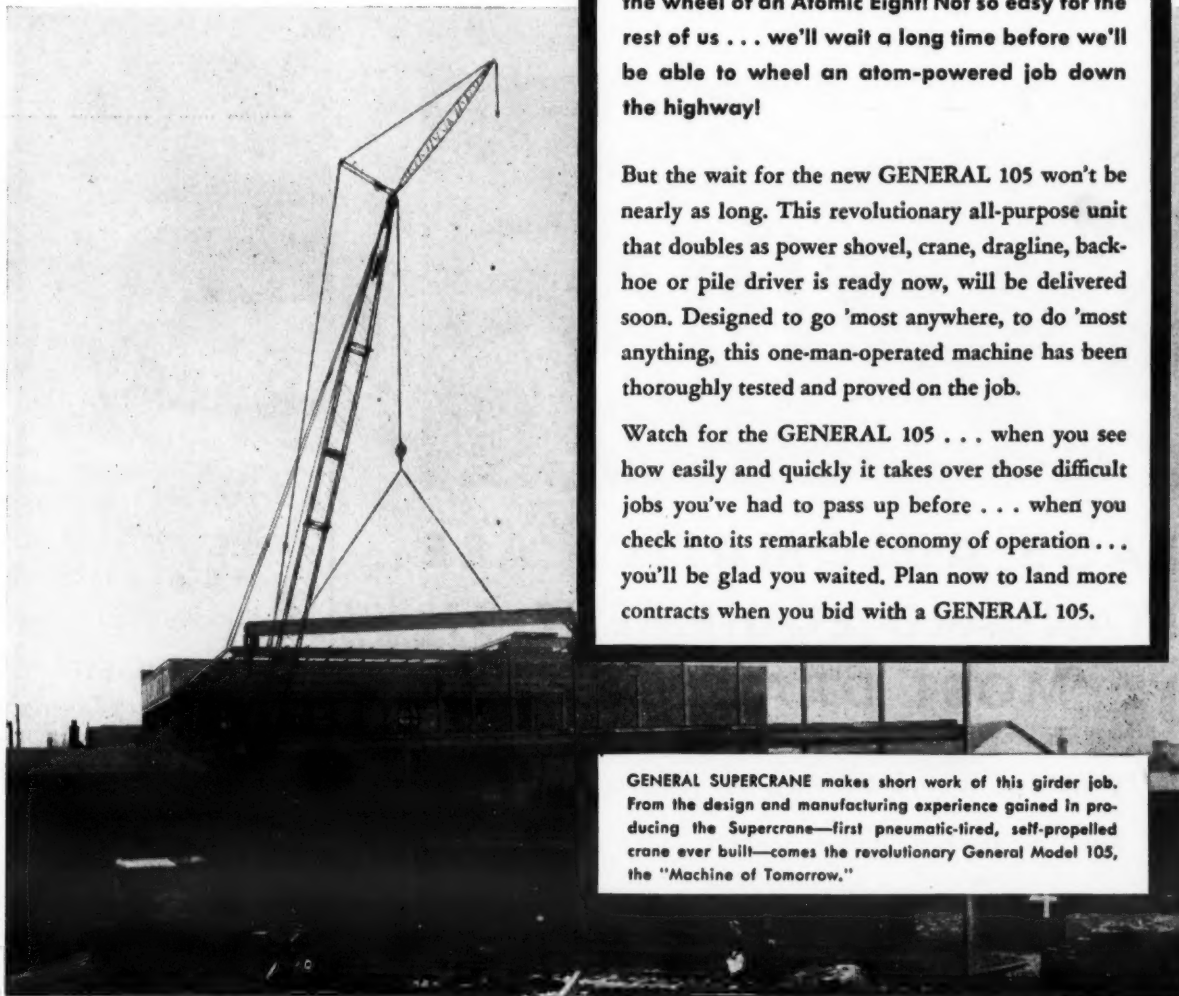 the wheel of an Atomic Eight! Not so easy for the
rest of us . . . we'll wait a long time before we'll
be able to wheel an atom-powered job down
the highway!
But the wait for the new GENERAL 105 won't be
nearly as long. This revolutionary all-purpose unit
that doubles as power shovel, crane, dragline, back-
hoe or pile driver is ready now, will be delivered
soon. Designed to go 'most anywhere, to do 'most
anything, this one-man-operated machine has been
thoroughly tested and proved on the job.
Watch for the GENERAL 105 . . . when you see
how easily and quickly it takes over those difficult
jobs you've had to pass up before . . . when you
check into its remarkable economy of operation . . .
you'll be glad you waited. Plan now to land more
contracts when you bid with a GENERAL 105.
GENERAL SUPERCRANE makes short work of this girder job.
From the design and manufacturing experience gained in pro-
ducing the Supercrane—first pneumatic-tired, self-propelled
crane ever built—comes the revolutionary General Model 105,
the "Machine of Tomorrow."